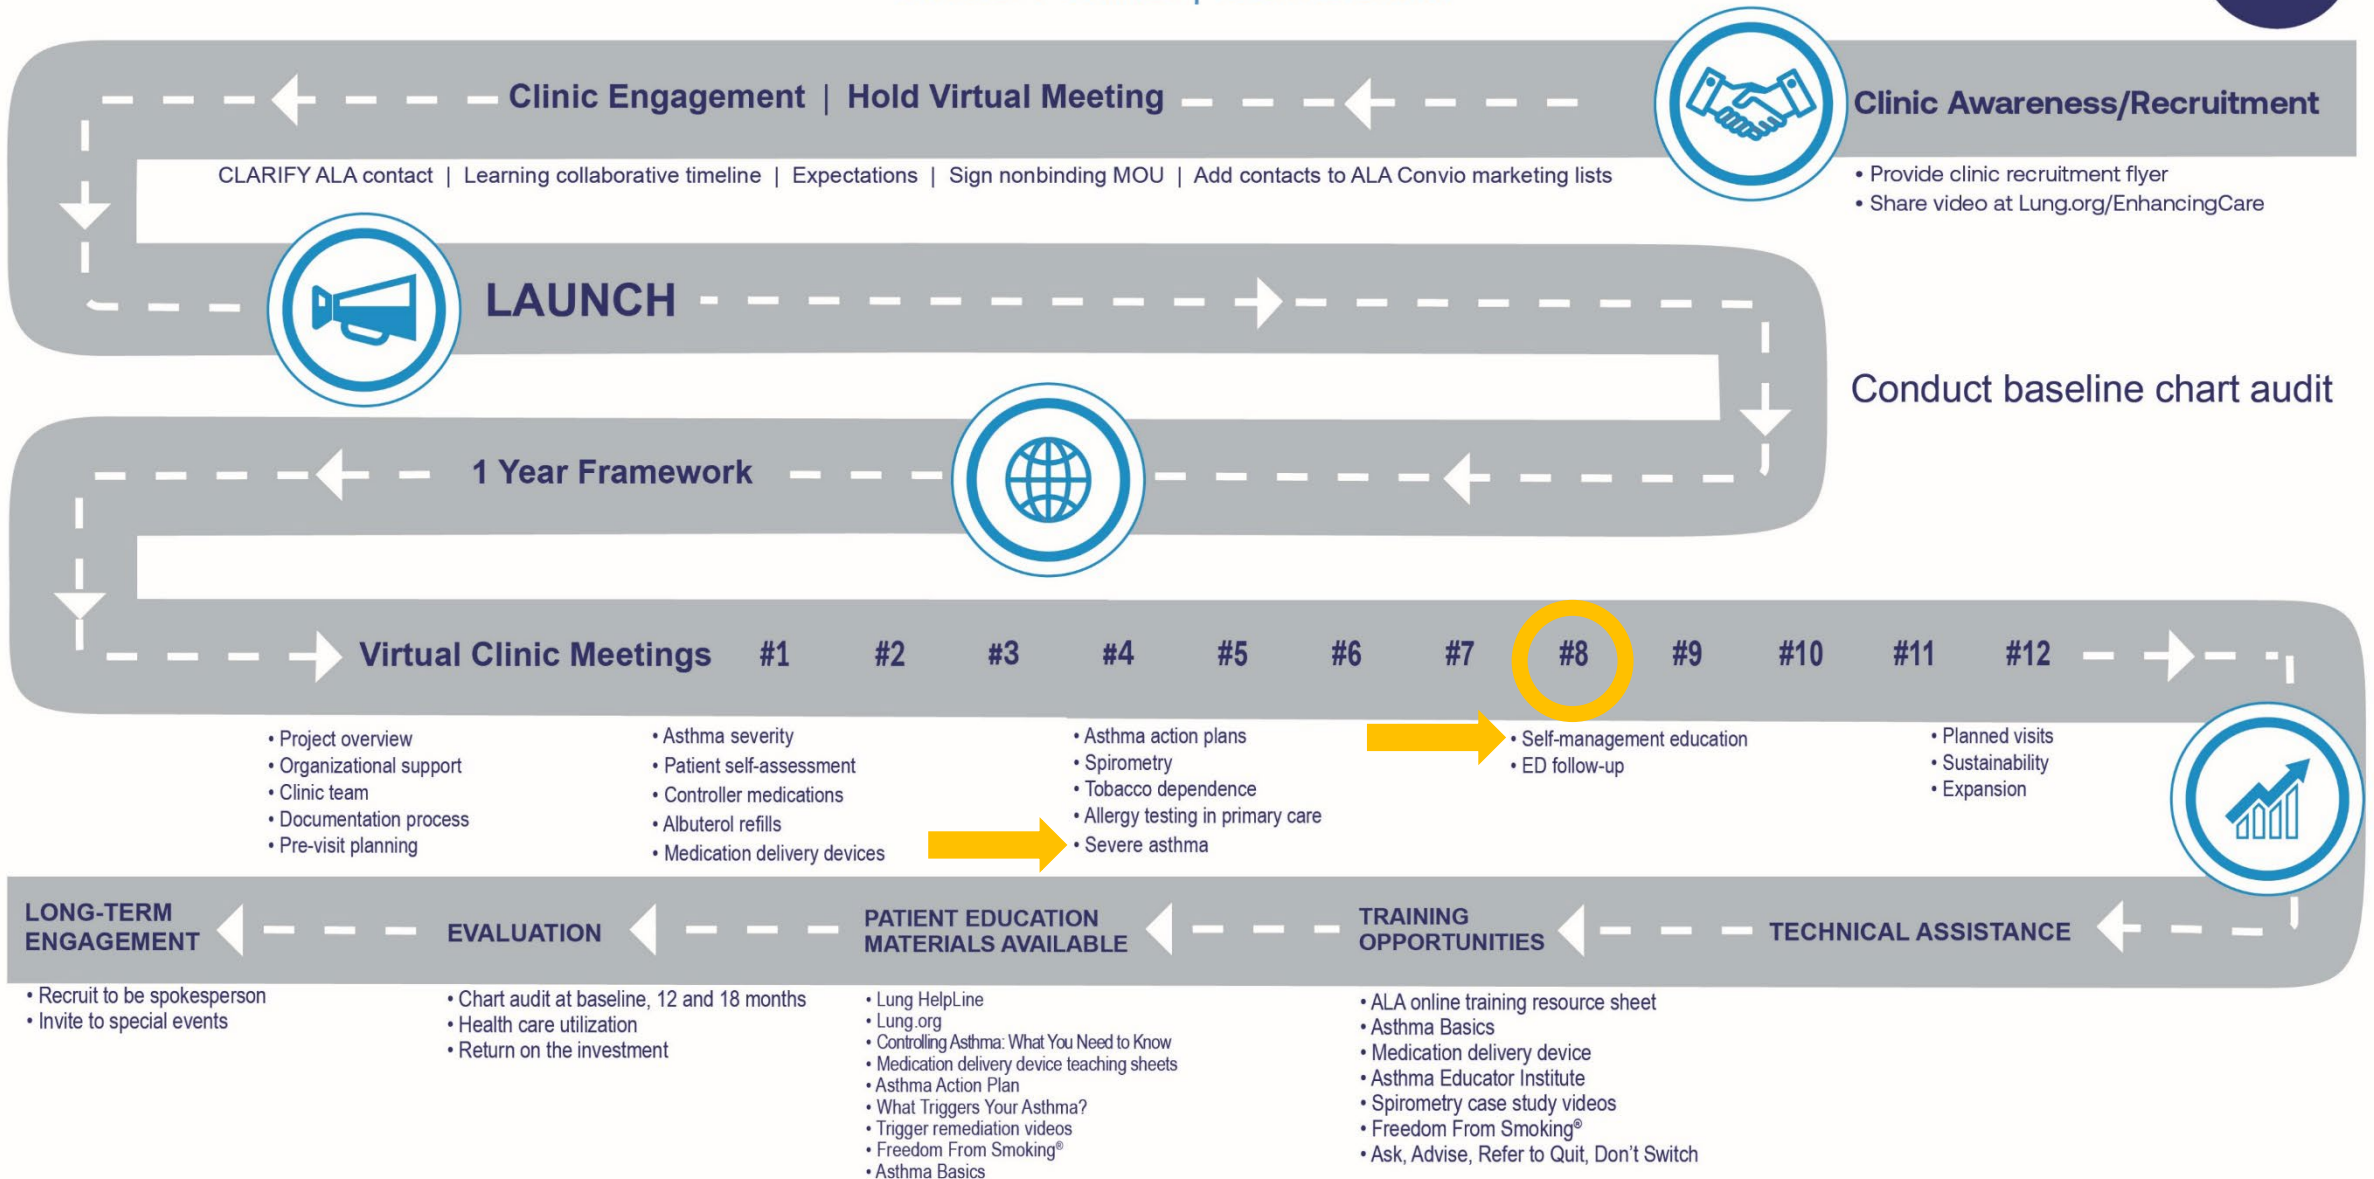 Clinic Engagement | Hold Virtual Meeting
Clinic Awareness/Recruitment
CLARIFY ALA contact | Learning collaborative timeline | Expectations | Sign nonbinding MOU | Add contacts to ALA Convio marketing lists
• Provide clinic recruitment flyer
• Share video at Lung.org/EnhancingCare
LAUNCH
Conduct baseline chart audit
1 Year Framework
Virtual Clinic Meetings #1 #2 #3 #4 #5 #6 #7 #8 #9 #10 #11 #12
• Project overview
• Organizational support
• Clinic team
• Documentation process
• Pre-visit planning
• Asthma severity
• Patient self-assessment
• Controller medications
• Albuterol refills
• Medication delivery devices
• Asthma action plans
• Spirometry
• Tobacco dependence
• Allergy testing in primary care
• Severe asthma
• Self-management education
• ED follow-up
• Planned visits
• Sustainability
• Expansion
LONG-TERM
ENGAGEMENT
• Recruit to be spokesperson
• Invite to special events
EVALUATION
• Chart audit at baseline, 12 and 18 months
• Health care utilization
• Return on the investment
PATIENT EDUCATION
MATERIALS AVAILABLE
• Lung HelpLine
• Lung.org
• Controlling Asthma: What You Need to Know
• Medication delivery device teaching sheets
• Asthma Action Plan
• What Triggers Your Asthma?
• Trigger remediation videos
• Freedom From Smoking®
• Asthma Basics
TRAINING
OPPORTUNITIES
• ALA online training resource sheet
• Asthma Basics
• Medication delivery device
• Asthma Educator Institute
• Spirometry case study videos
• Freedom From Smoking®
• Ask, Advise, Refer to Quit, Don't Switch
TECHNICAL ASSISTANCE